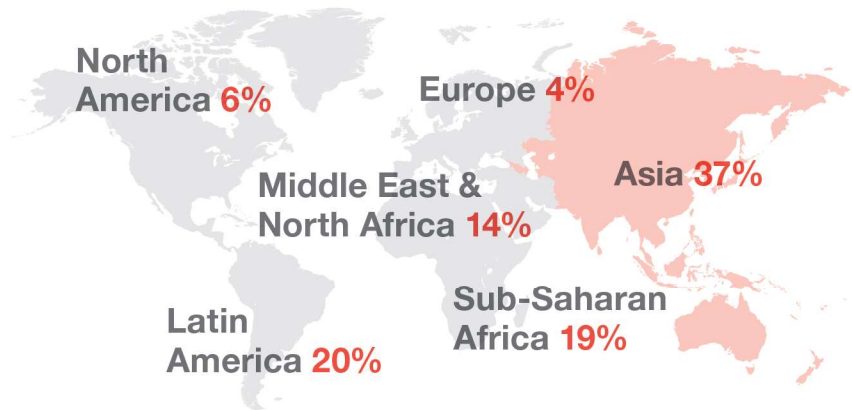 North
America 6%
Europe 4%
Asia 37%
Middle East &
North Africa 14%
Sub-Saharan
Africa 19%
Latin
America 20%